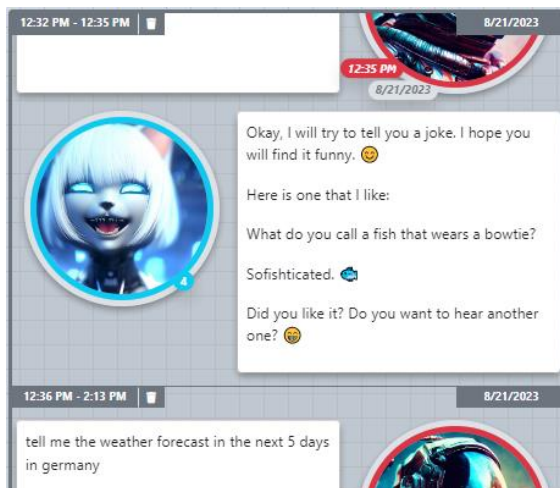 12:32 PM - 12:35 PM
8/21/2023
12:35 PM
8/21/2023
Okay, I will try to tell you a joke. I hope you
will find it funny. 😊
Here is one that I like:
What do you call a fish that wears a bowtie?
Sofishticated. 🐟
Did you like it? Do you want to hear another
one? 😁
4
12:36 PM - 2:13 PM
8/21/2023
tell me the weather forecast in the next 5 days
in germany